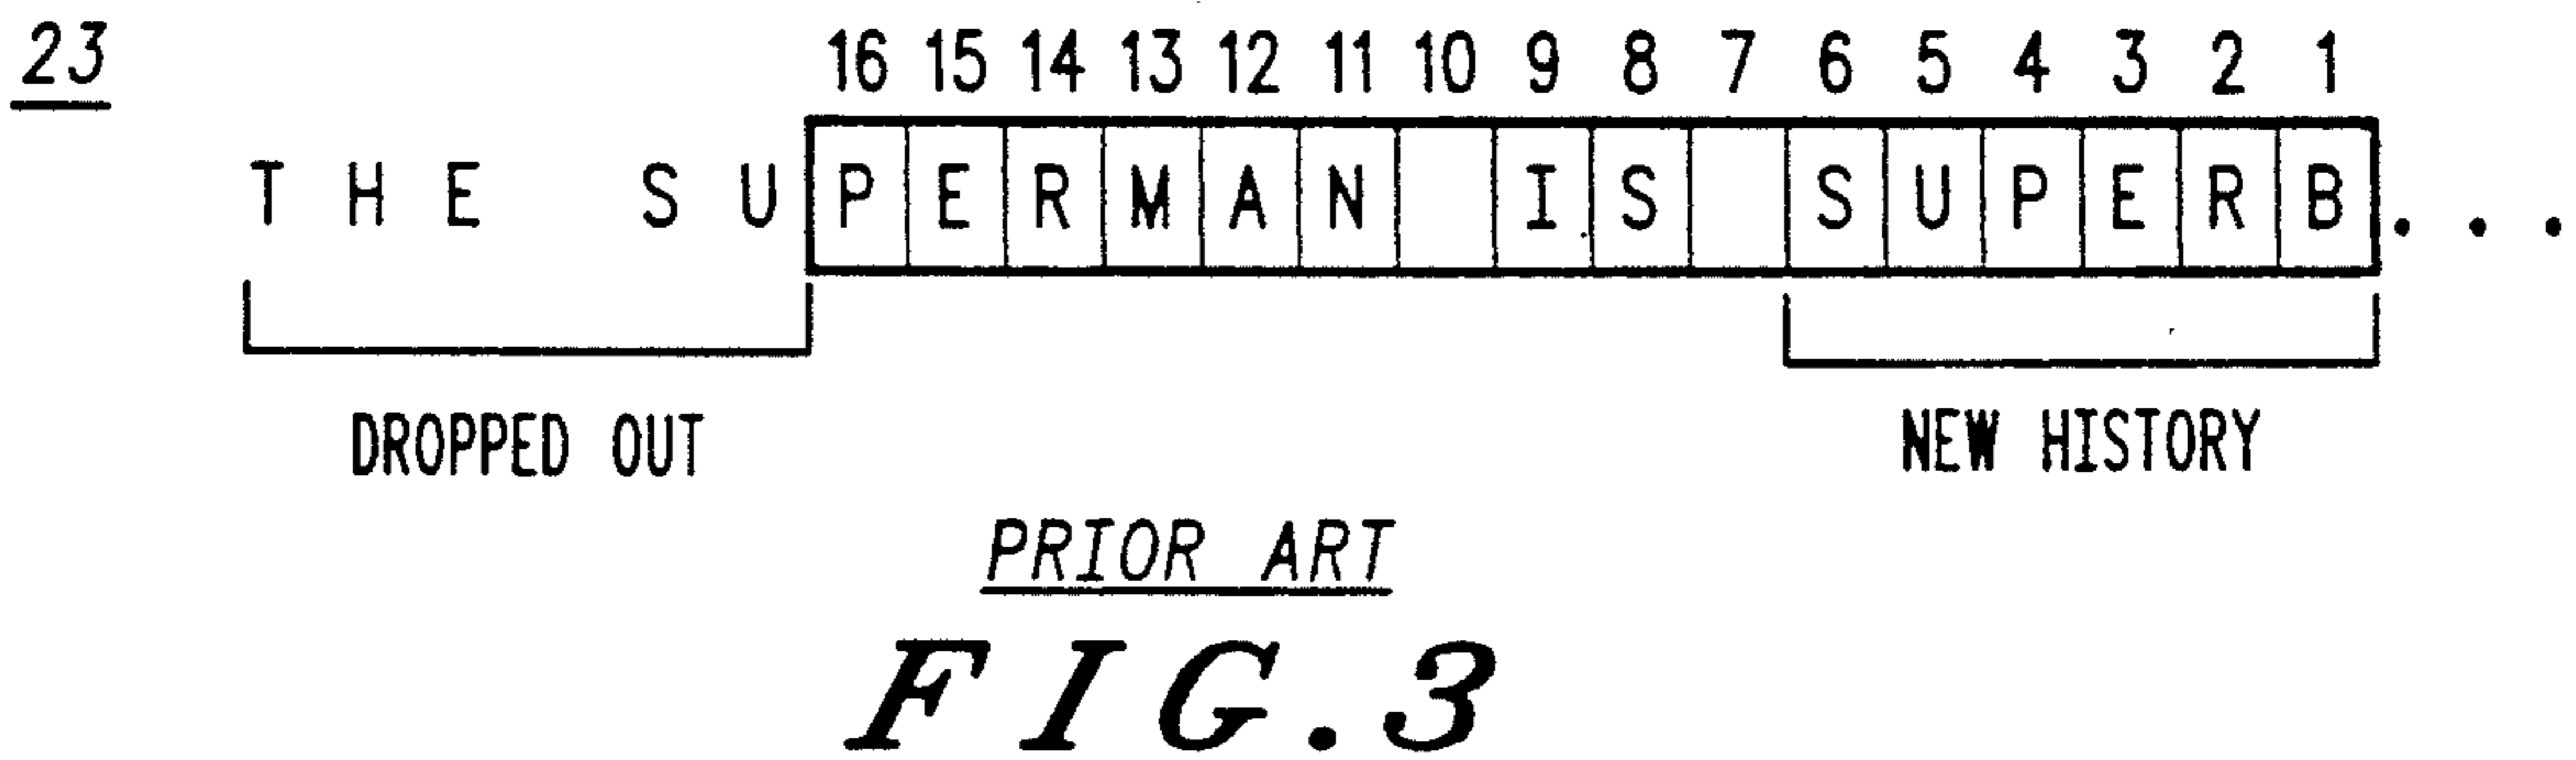 23
16 15 14 13 12 11 10 9 8 7 6 5 4 3 2 1
T H E S U P E R M A N I S S U P E R B . . .
DROPPED OUT NEW HISTORY
PRIOR ART
FIG.3